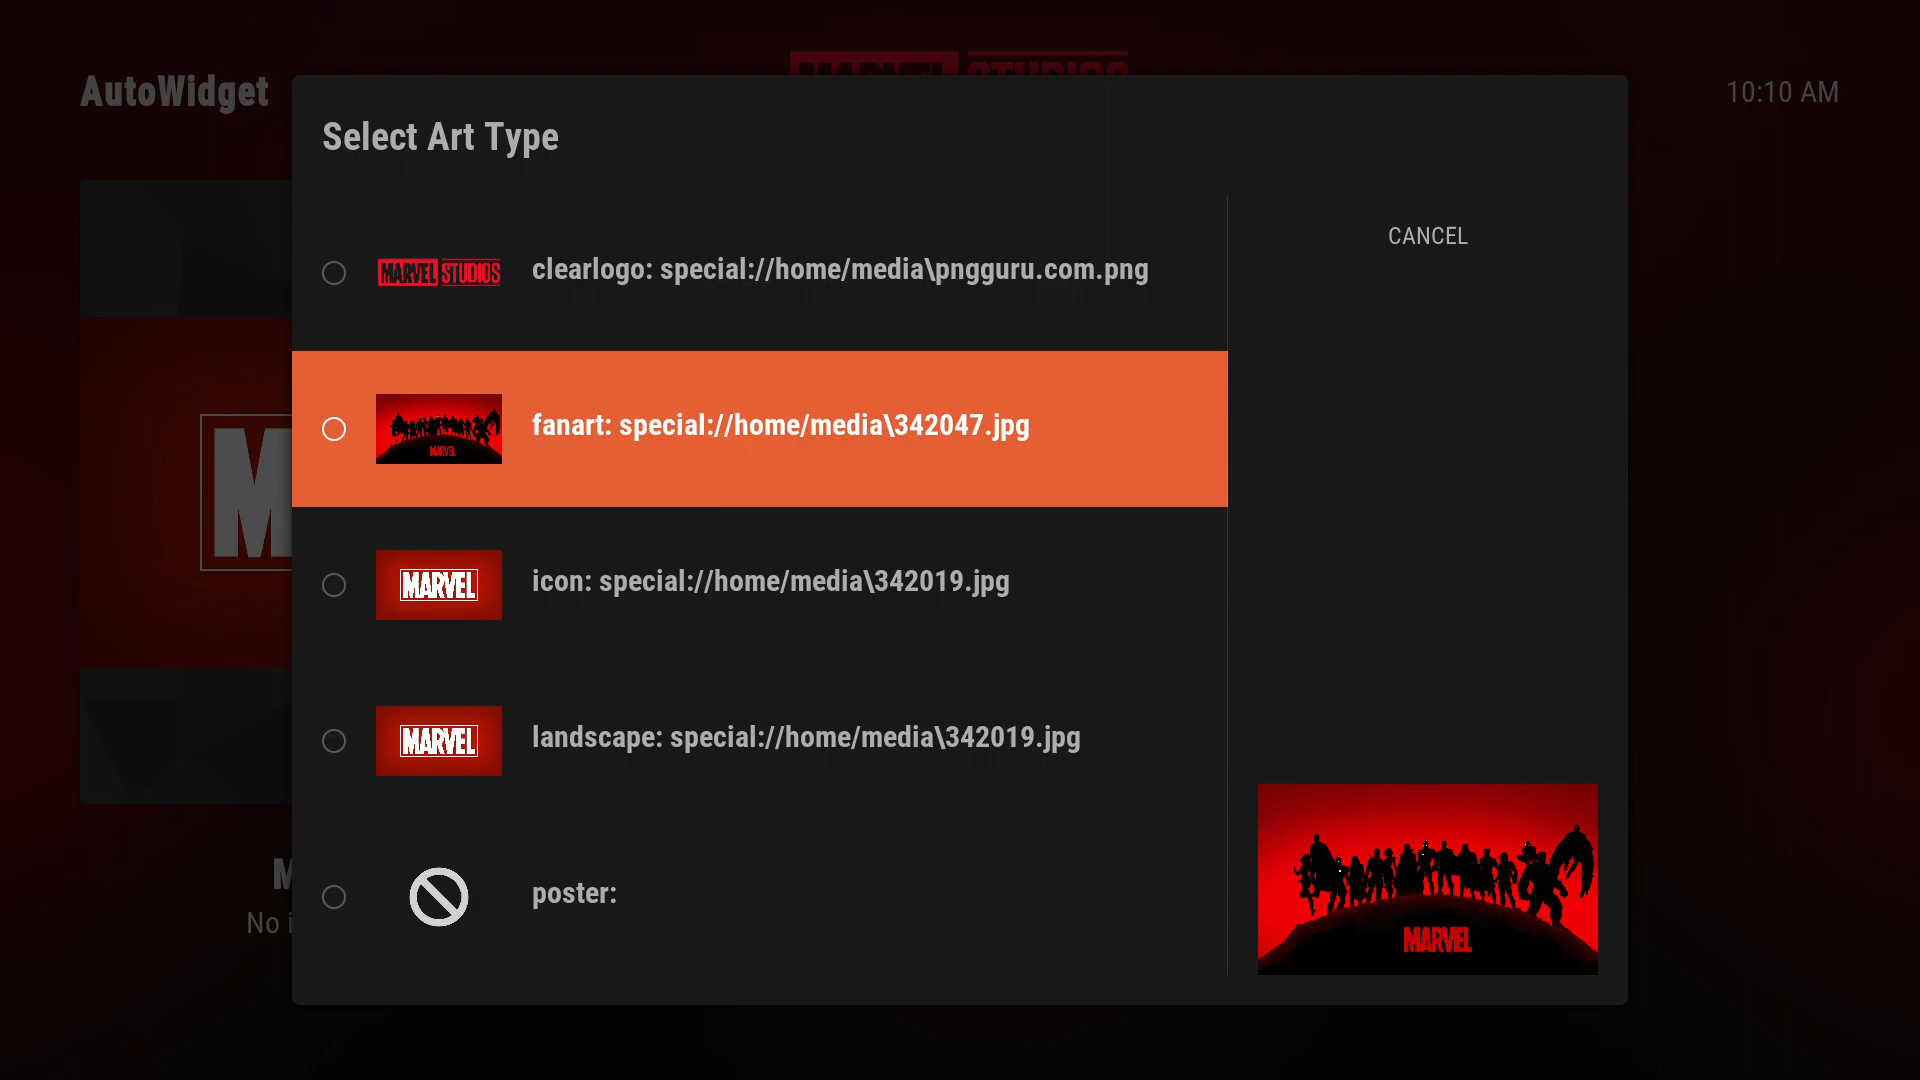 MARVEL STUDIOS
AutoWidget
10:10 AM
Select Art Type
CANCEL
MARVEL STUDIOS
clearlogo: special://home/media\pngguru.com.png
MARVEL
fanart: special://home/media\342047.jpg
M
MARVEL
icon: special://home/media\342019.jpg
MARVEL
landscape: special://home/media\342019.jpg
M
poster:
No i
MARVEL